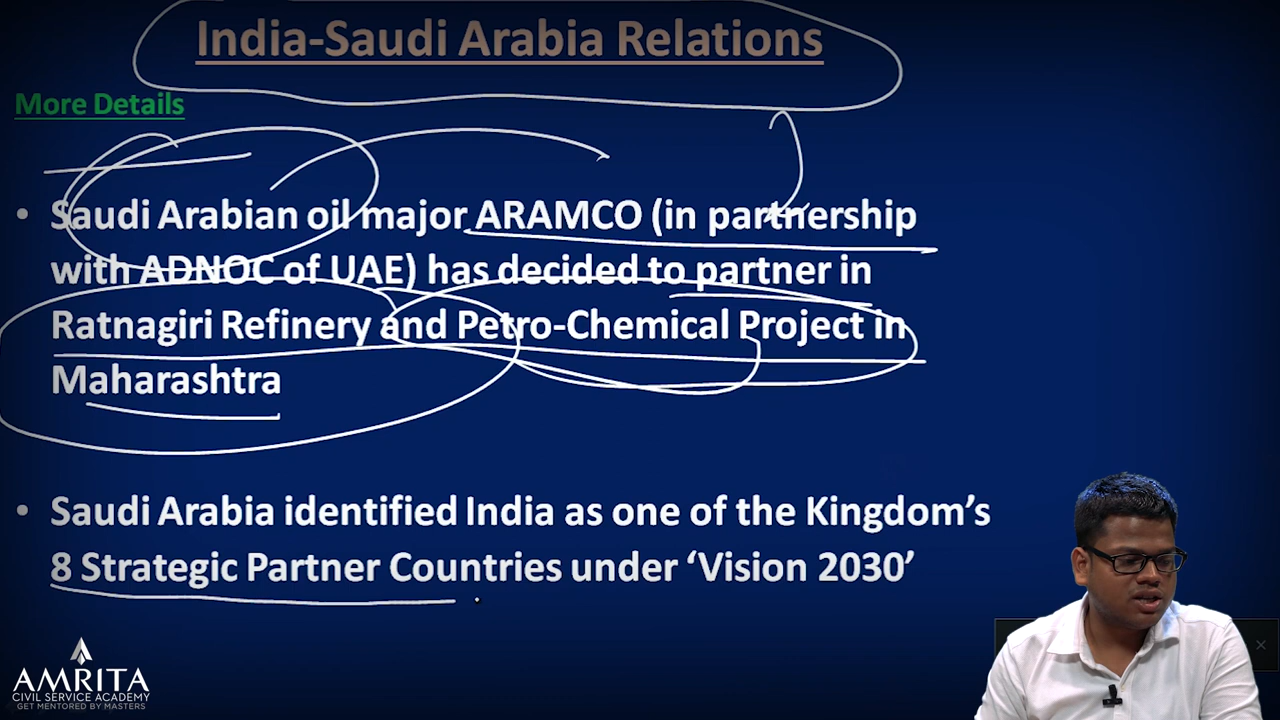 India-Saudi Arabia Relations
More Details
• Saudi Arabian oil major ARAMCO (in partnership
with ADNOC of UAE) has decided to partner in
Ratnagiri Refinery and Petro-Chemical Project in
Maharashtra
• Saudi Arabia identified India as one of the Kingdom’s
8 Strategic Partner Countries under ‘Vision 2030’
AMRITA
CIVIL SERVICE ACADEMY
GET MENTORED BY MASTERS